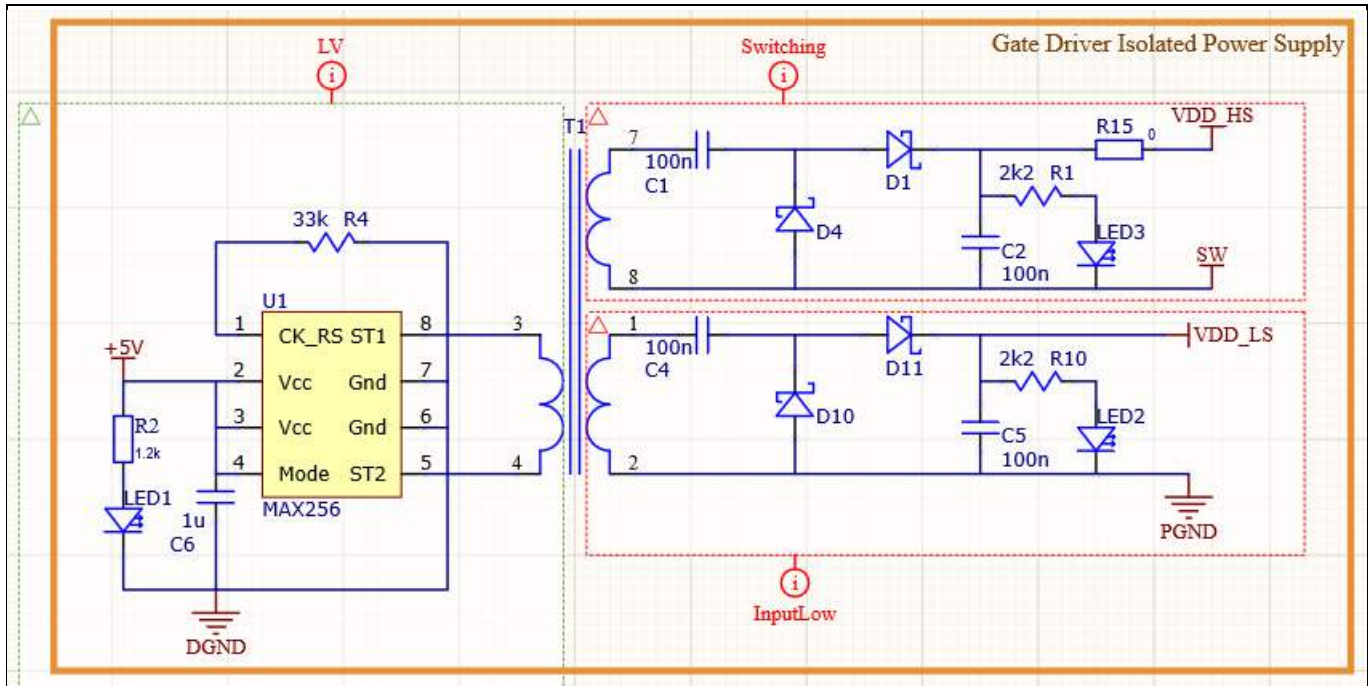 LV
Switching
Gate Driver Isolated Power Supply
i
i
T1
VDD_HS
R15 0
7
100n
C1
D1
2k2 R1
D4
LED3
C2
100n
SW
8
33k R4
U1
1 CK_RS ST1 8
2 Vcc Gnd 7
3 Vcc Gnd 6
4 Mode ST2 5
MAX256
+5V
R2
1.2k
LED1
1u
C6
DGND
3
4
1
100n
C4
D11
VDD_LS
2k2 R10
D10
LED2
C5
100n
2
PGND
i
InputLow